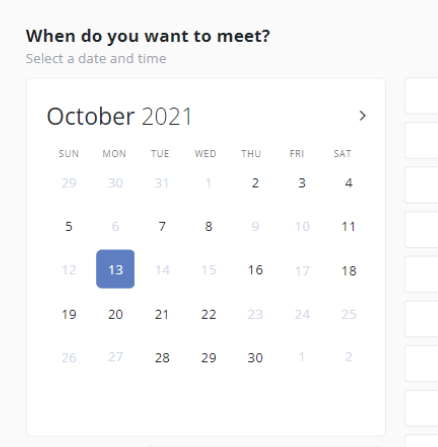 When do you want to meet?
Select a date and time
October 2021
SUN MON TUE WED THU FRI SAT
29 30 31 1 2 3 4
5 6 7 8 9 10 11
12 13 14 15 16 17 18
19 20 21 22 23 24 25
26 27 28 29 30 1 2